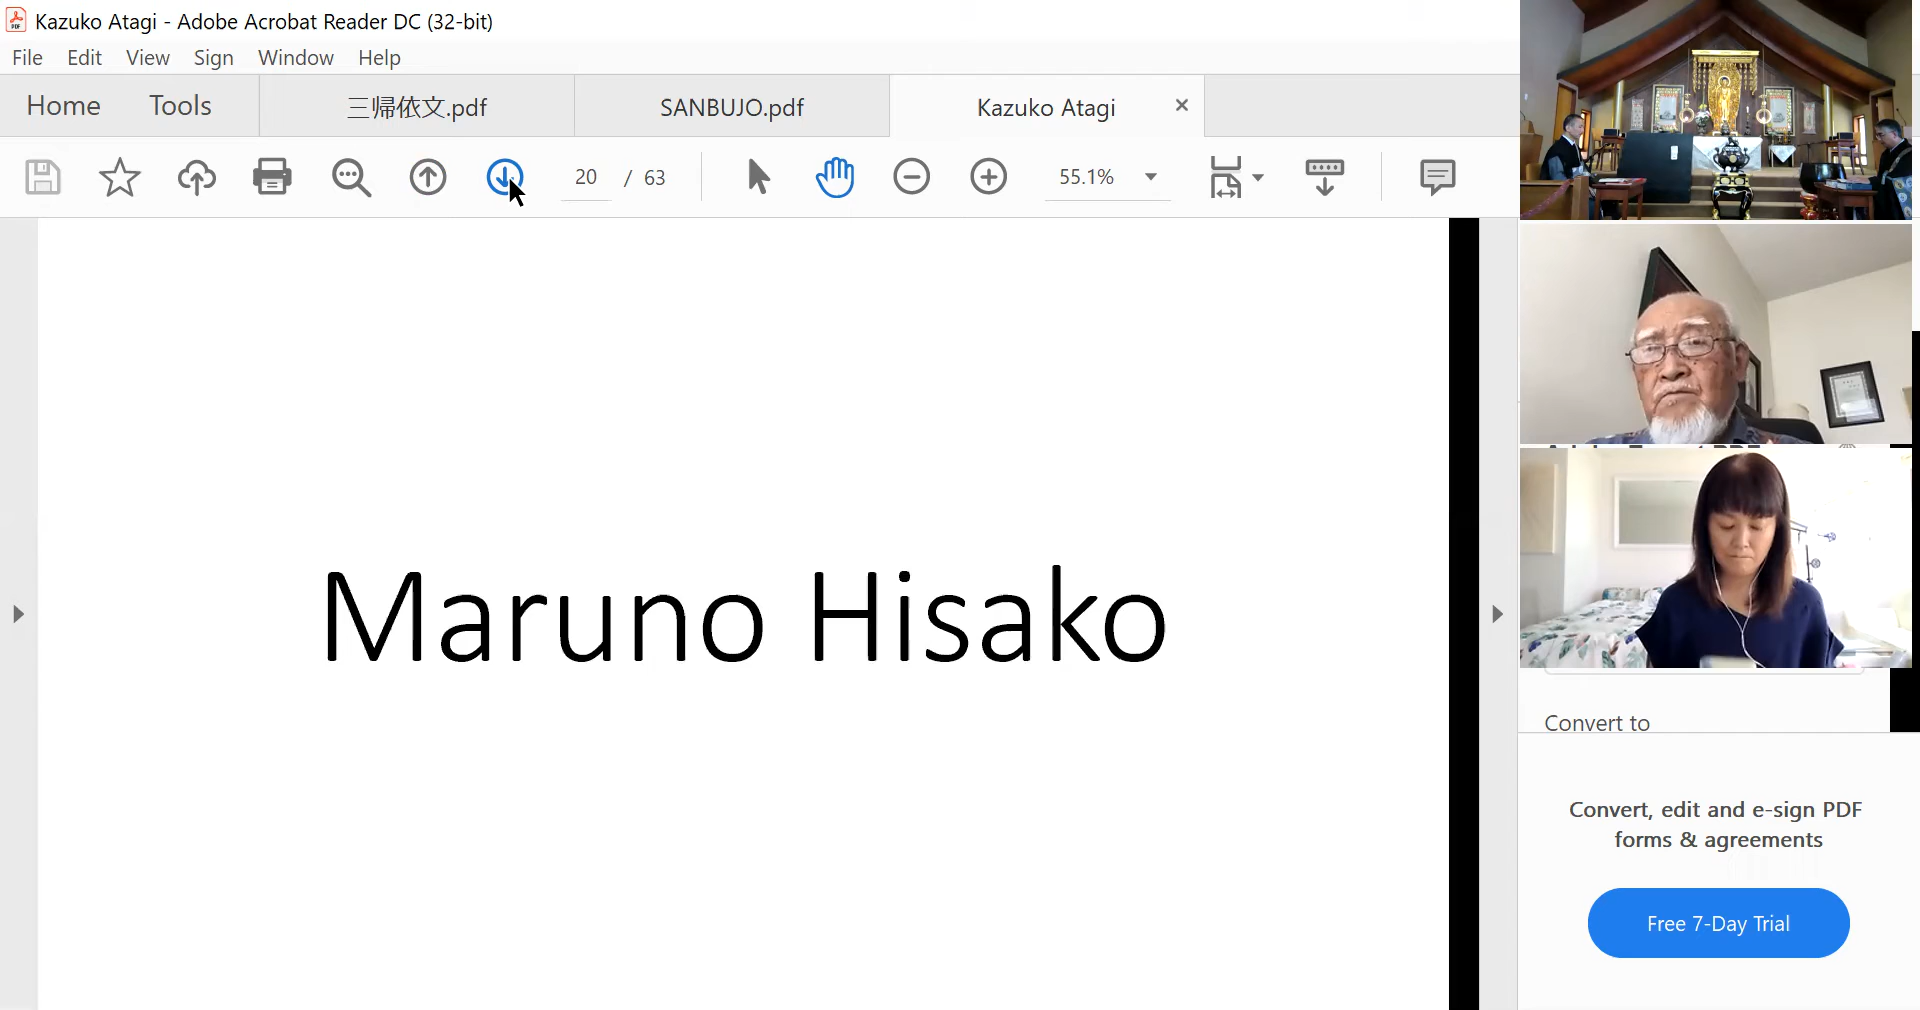 Kazuko Atagi - Adobe Acrobat Reader DC (32-bit)
File Edit View Sign Window Help
Home Tools 三帰依文.pdf SANBUJO.pdf Kazuko Atagi
20 / 63 55.1%
Maruno Hisako
Convert to
Convert, edit and e-sign PDF
forms & agreements
Free 7-Day Trial